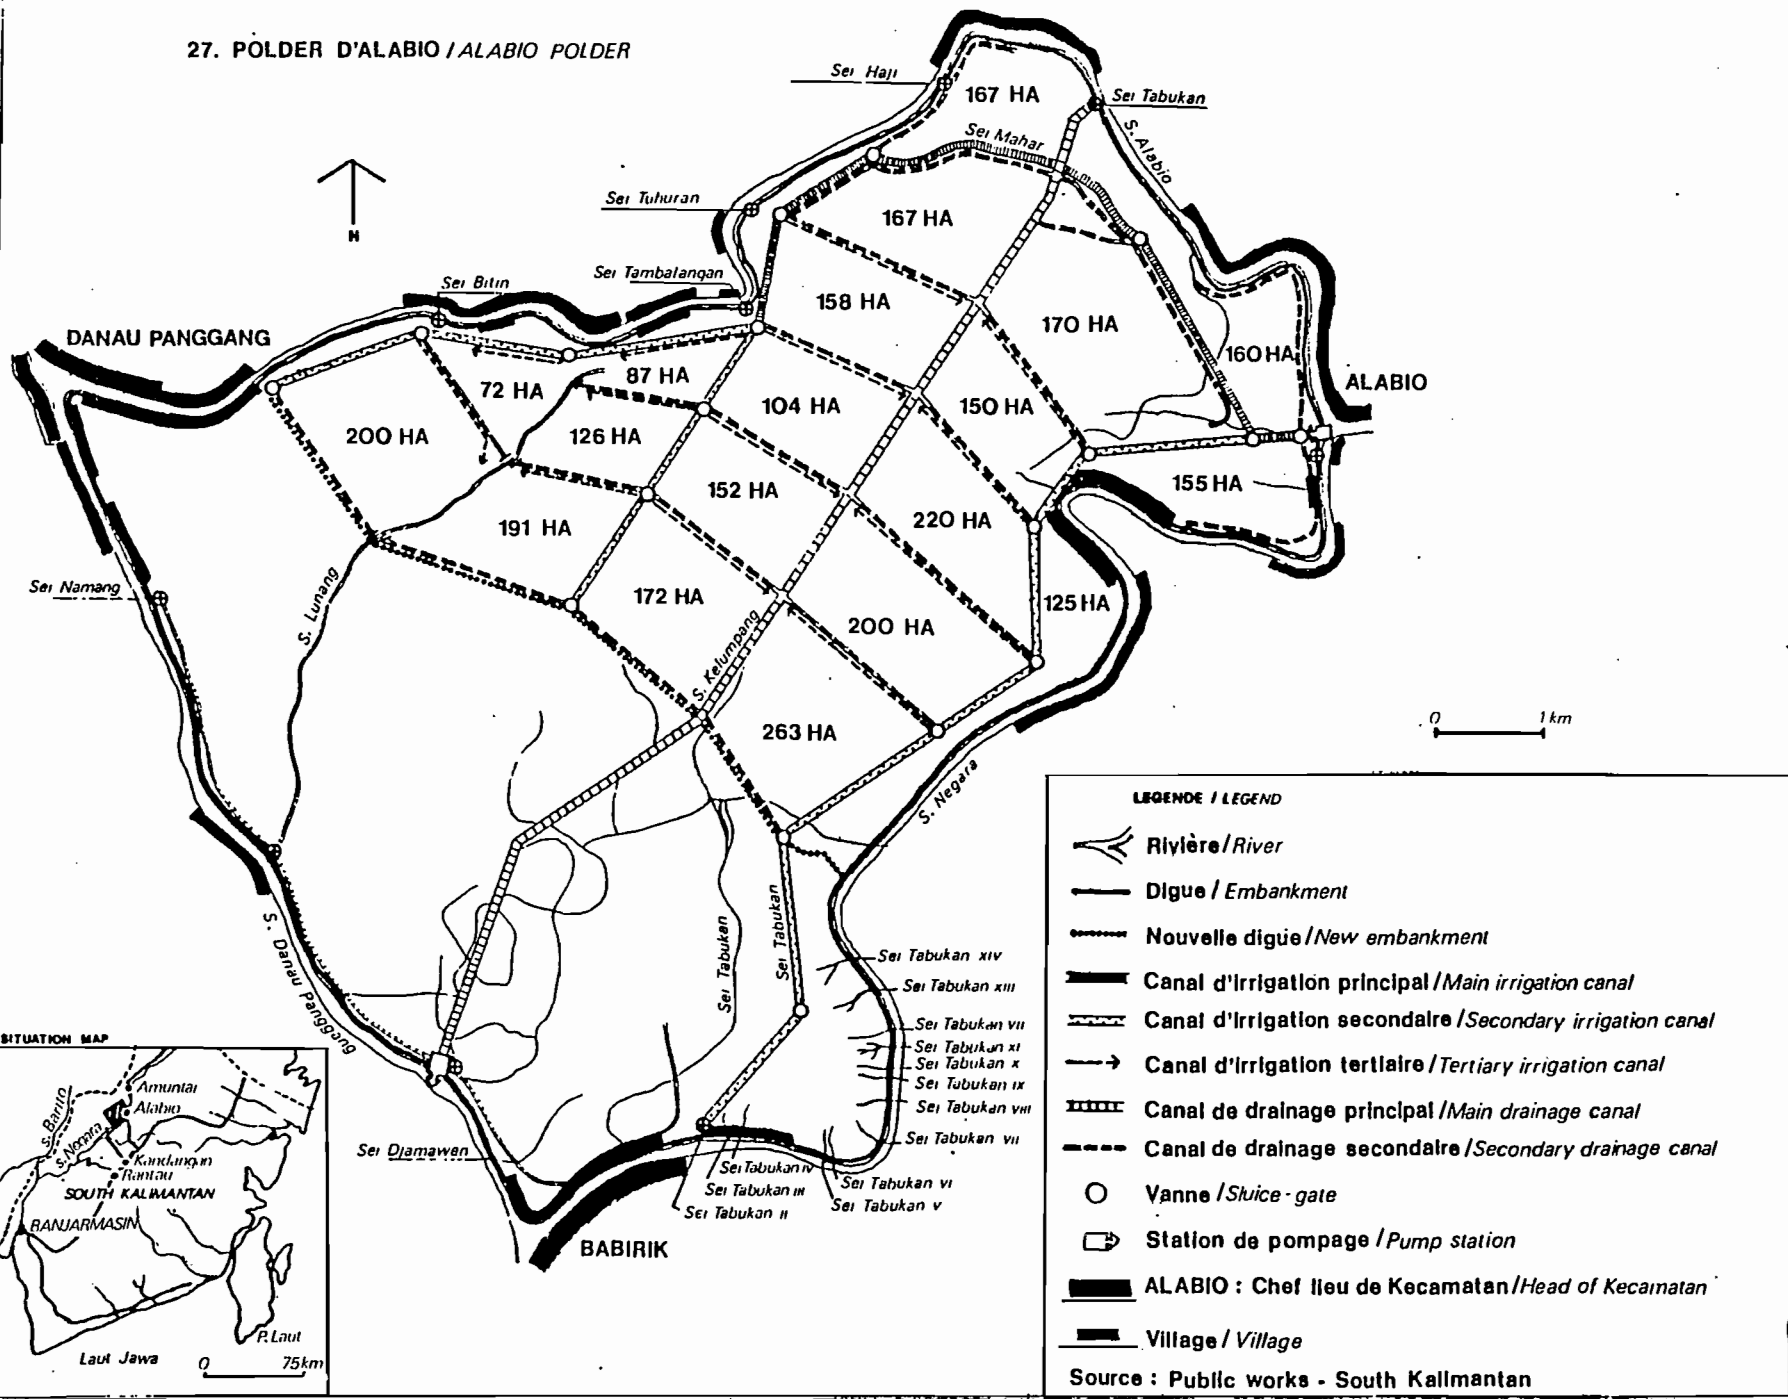 27. POLDER D'ALABIO / ALABIO POLDER
Sei Haji
167 HA
Sei Tabukan
Sei Mahar
S. Alabio
Sei Tuhuran
167 HA
N
Sei Tambalangan
Sei Bitin
158 HA
170 HA
DANAU PANGGANG
160 HA
ALABIO
87 HA
72 HA
104 HA
150 HA
200 HA
126 HA
152 HA
155 HA
191 HA
220 HA
Sei Namang
S. Lunang
172 HA
125 HA
200 HA
S. Kelumpang
263 HA
0 1 km
S. Negara
S. Danau Panggang
Sei Tabukan
Sei Tabukan
Sei Tabukan XIV
Sei Tabukan XIII
Sei Tabukan VII
Sei Tabukan XI
Sei Tabukan X
Sei Tabukan IX
Sei Tabukan VIII
Sei Tabukan VII
Sei Djamawen
Sei Tabukan IV
Sei Tabukan III
Sei Tabukan II
Sei Tabukan VI
Sei Tabukan V
BABIRIK
LEGENDE / LEGEND
Rivière / River
Digue / Embankment
Nouvelle digue / New embankment
Canal d'irrigation principal / Main irrigation canal
Canal d'irrigation secondaire / Secondary irrigation canal
Canal d'irrigation tertiaire / Tertiary irrigation canal
Canal de drainage principal / Main drainage canal
Canal de drainage secondaire / Secondary drainage canal
Vanne / Sluice-gate
Station de pompage / Pump station
ALABIO : Chef lieu de Kecamatan / Head of Kecamatan
Village / Village
Source : Public works - South Kalimantan
SITUATION MAP
Amuntai
Alabio
S. Barito
S. Negara
Kandangan
Rantau
SOUTH KALIMANTAN
BANJARMASIN
P. Laut
Laut Jawa
0 75 km